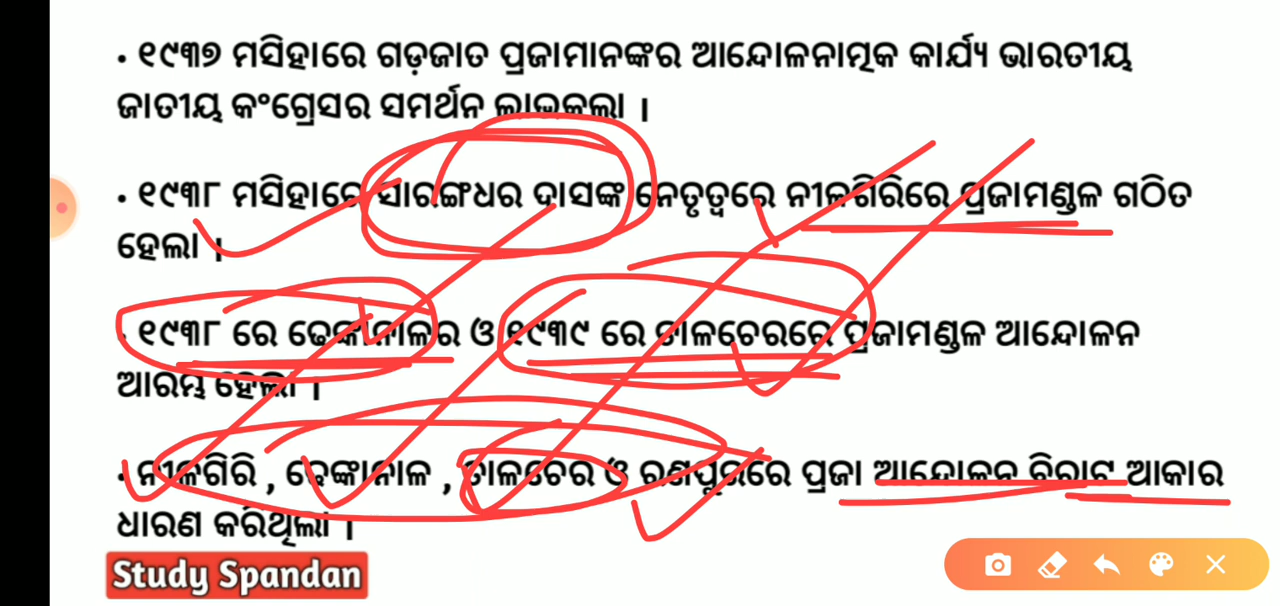 • ୧୯୩୭ ମସିହାରେ ଗଡ଼ଜାତ ପ୍ରଜାମାନଙ୍କର ଆନ୍ଦୋଳନାତ୍ମକ କାର୍ଯ୍ୟ ଭାରତୀୟ
ଜାତୀୟ କଂଗ୍ରେସର ସମର୍ଥନ ଲାଭକଲା ।
• ୧୯୩୮ ମସିହାରେ ସାରଙ୍ଗଧର ଦାସଙ୍କ ନେତୃତ୍ୱରେ ନୀଳଗିରିରେ ପ୍ରଜାମଣ୍ଡଳ ଗଠିତ
ହେଲା ।
• ୧୯୩୮ ରେ ଢେଙ୍କାନାଳର ଓ ୧୯୩୯ ରେ ତାଳଚେରରେ ପ୍ରଜାମଣ୍ଡଳ ଆନ୍ଦୋଳନ
ଆରମ୍ଭ ହେଲା ।
• ନୀଳଗିରି , ଢେଙ୍କାନାଳ , ତାଳଚେର ଓ ରଣପୁରରେ ପ୍ରଜା ଆନ୍ଦୋଳନ ବିରାଟ ଆକାର
ଧାରଣ କରିଥିଲା ।
Study Spandan